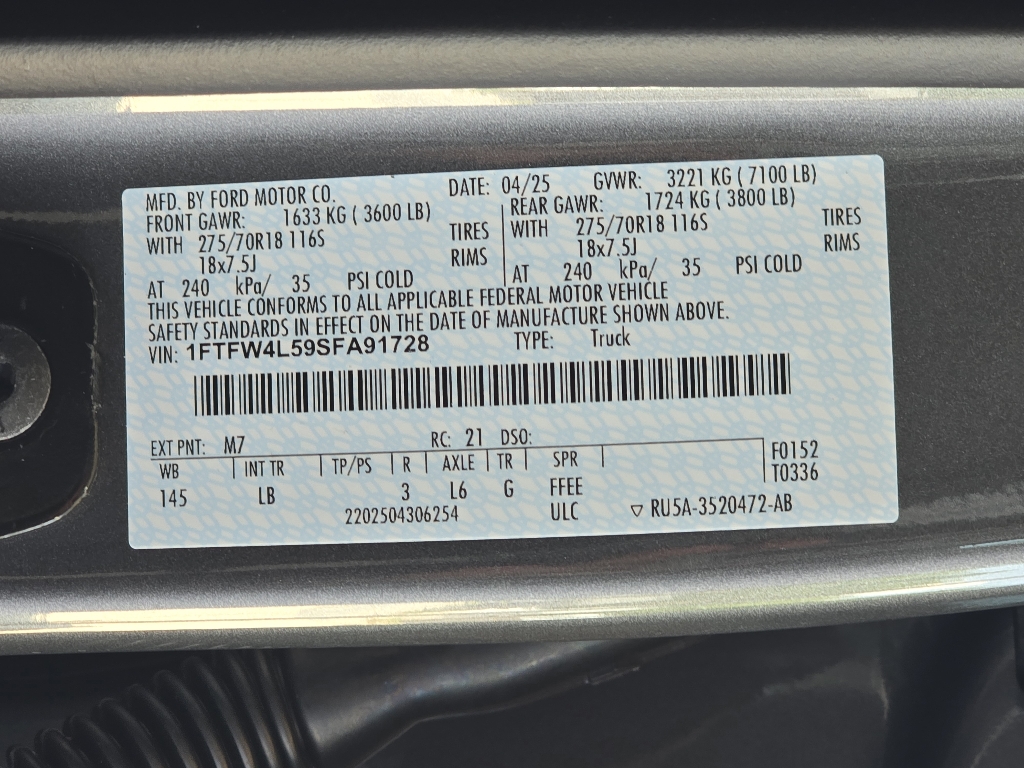 MFD. BY FORD MOTOR CO. DATE: 04/25 GVWR: 3221 KG ( 7100 LB)
FRONT GAWR: 1633 KG ( 3600 LB) REAR GAWR: 1724 KG ( 3800 LB)
WITH 275/70R18 116S TIRES WITH 275/70R18 116S TIRES
18x7.5J RIMS 18x7.5J RIMS
AT 240 kPa/ 35 PSI COLD AT 240 kPa/ 35 PSI COLD
THIS VEHICLE CONFORMS TO ALL APPLICABLE FEDERAL MOTOR VEHICLE
SAFETY STANDARDS IN EFFECT ON THE DATE OF MANUFACTURE SHOWN ABOVE.
VIN: 1FTFW4L59SFA91728 TYPE: Truck
EXT PNT: M7 RC: 21 DSO:
WB INT TR TP/PS R AXLE TR SPR F0152
145 LB 3 L6 G FFEE T0336
2202504306254 ULC ▽ RU5A-3520472-AB